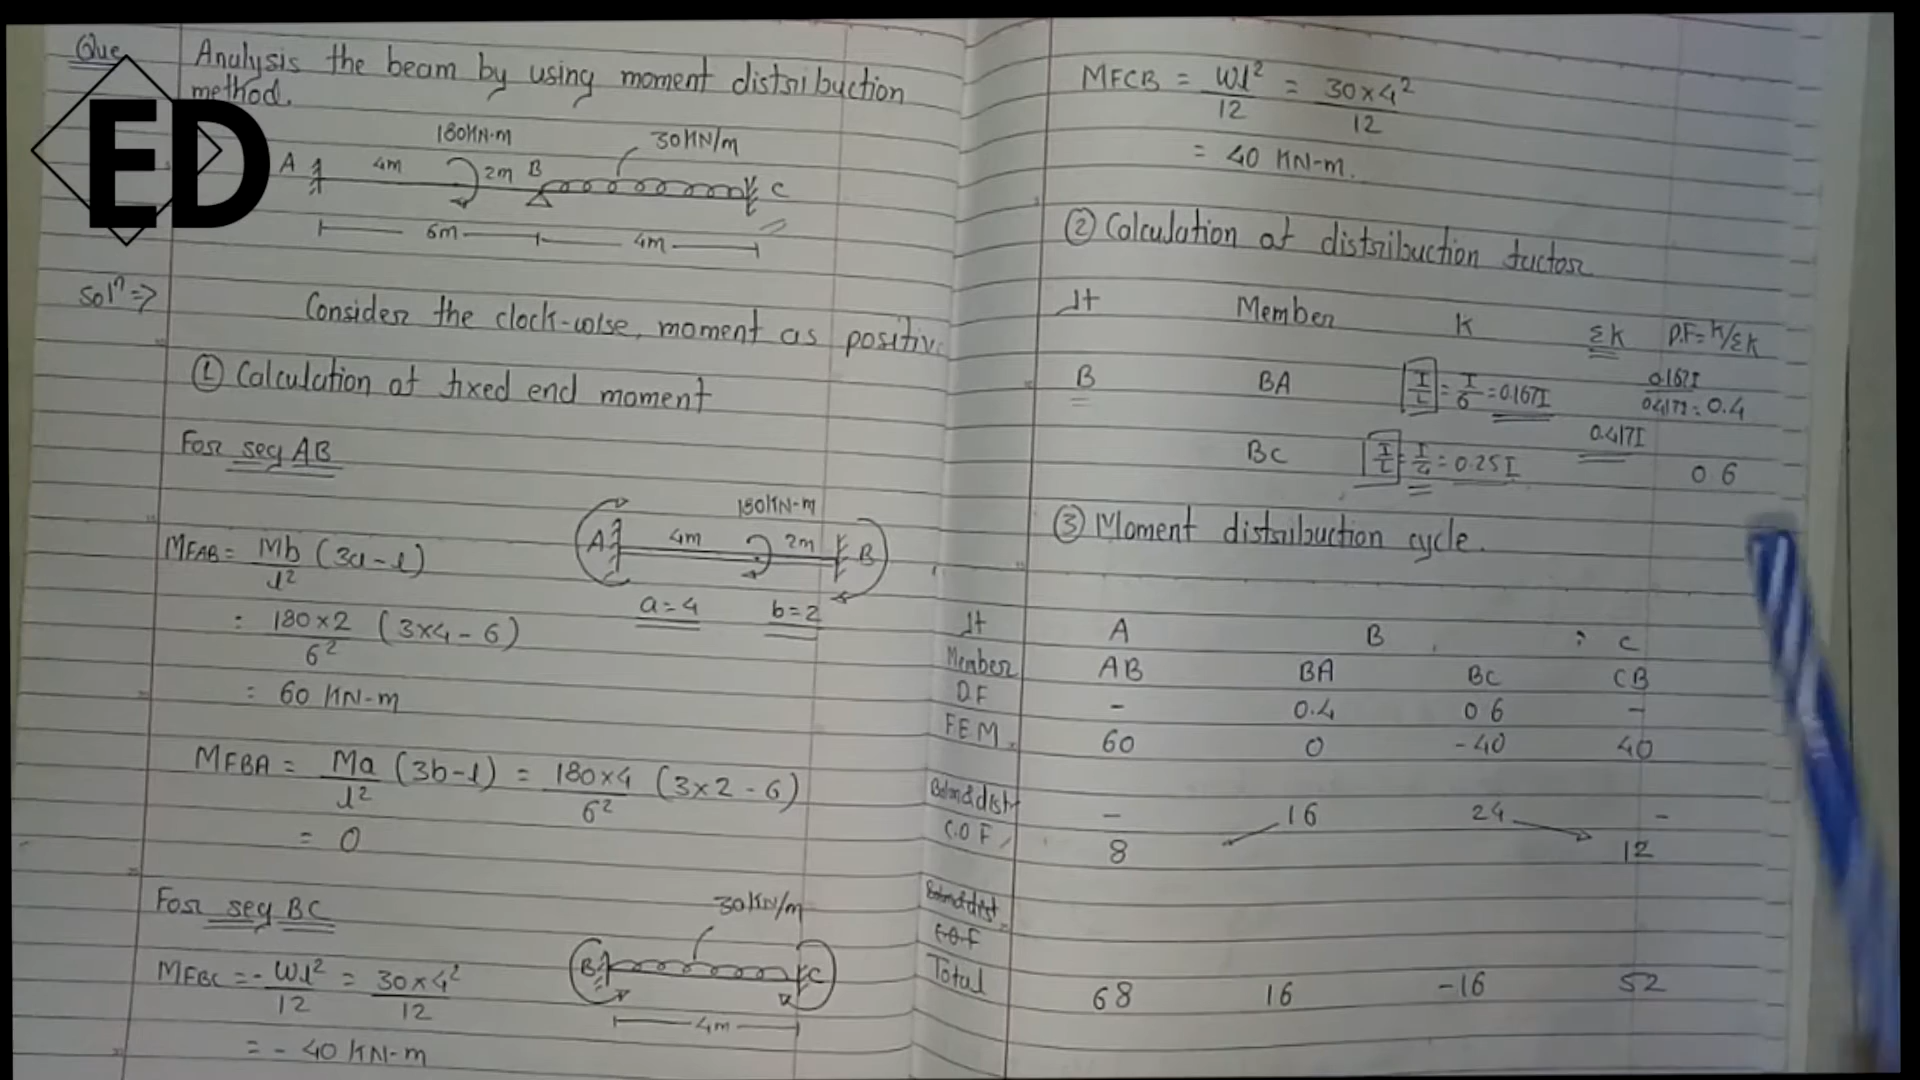 Que
Analysis the beam by using moment distribuction
method.
ED
180KN-m
30KN/m
A
4m
2m
B
C
6m
4m
Solⁿ =>
Consider the clock-wise, moment as positiv
① Calculation of fixed end moment
For seg AB
180KN-m
A
4m
2m
B
MFAB = Mb/l² (3a-l)
a=4
b=2
= 180×2/6² (3×4-6)
= 60 KN-m
MFBA = Ma/l² (3b-l) = 180×4/6² (3×2-6)
= 0
For seg BC
30KN/m
B
C
4m
MFBC = -Wl²/12 = 30×4²/12
= - 40 KN-m
MFCB = Wl²/12 = 30×4²/12
= 40 KN-m.
② Calculation of distribuction factor
Jt Member K ΣK D.F=K/ΣK
B BA I/L = I/6 = 0.167I 0.167I/0.417I = 0.4
0.417I
BC I/L = I/4 = 0.25I 0.6
③ Moment distribuction cycle.
Jt A B C
Member AB BA BC CB
D.F - 0.4 0.6 -
F.E.M. 60 0 -40 40
- 16 24 -
C.O.F 8 12
C.O.F
Total 68 16 -16 52